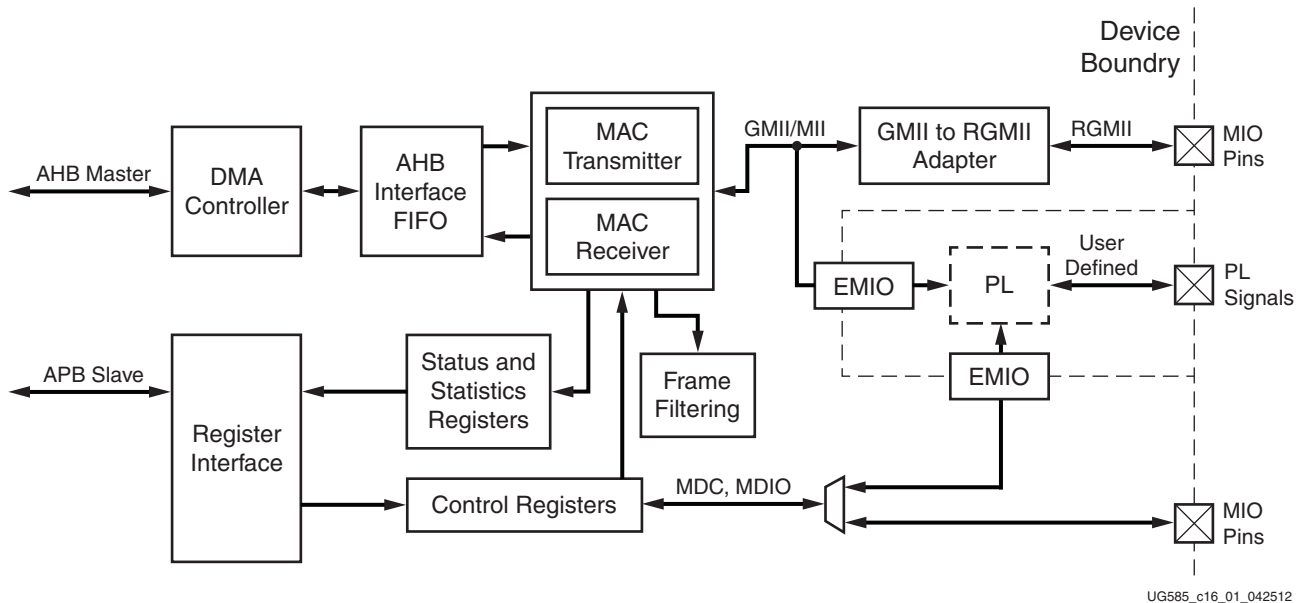 Device
Boundry
MAC
Transmitter
GMII/MII
GMII to RGMII
Adapter
RGMII
MIO
Pins
AHB Master
DMA
Controller
AHB
Interface
FIFO
MAC
Receiver
EMIO
PL
User
Defined
PL
Signals
APB Slave
Register
Interface
Status and
Statistics
Registers
Frame
Filtering
EMIO
Control Registers
MDC, MDIO
MIO
Pins
UG585_c16_01_042512